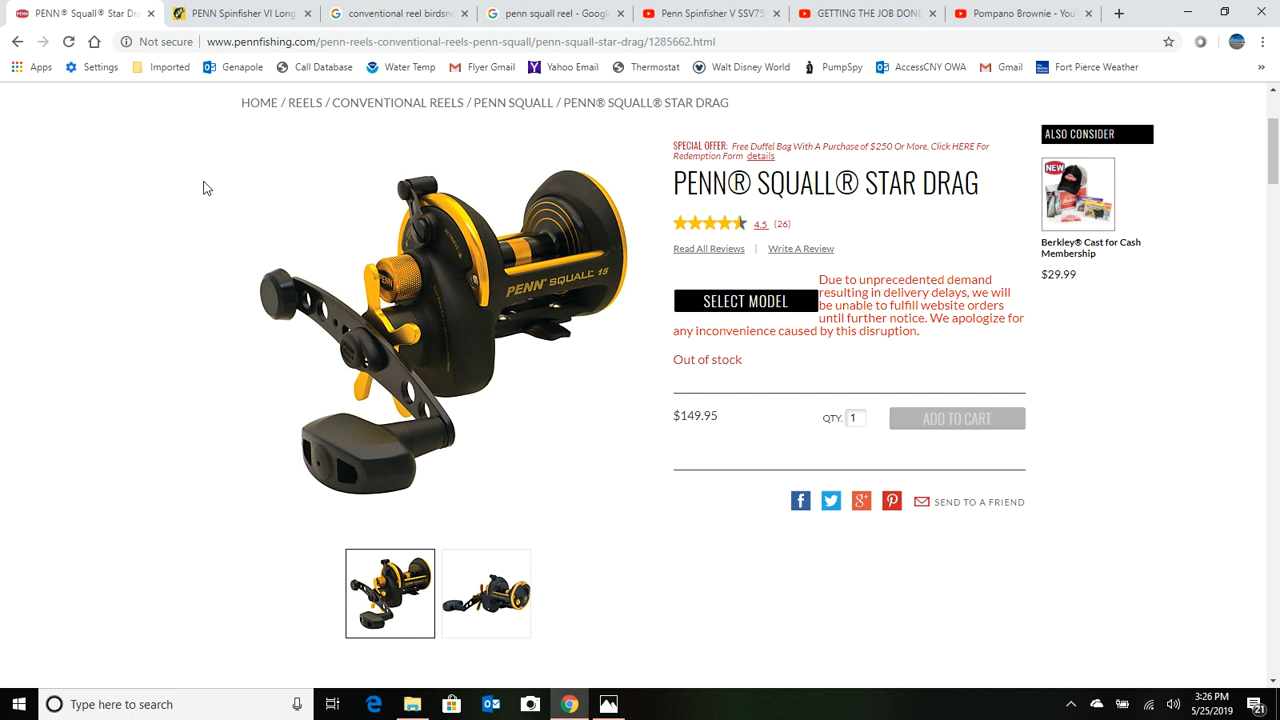 PENN® Squall® Star Dr
PENN Spinfisher VI Long
conventional reel birdsne
penn squall reel - Google
Penn Spinfisher V SSV75
GETTING THE JOB DONE
Pompano Brownie - You
Not secure | www.pennfishing.com/penn-reels-conventional-reels-penn-squall/penn-squall-star-drag/1285662.html
Apps Settings Imported Genapole Call Database Water Temp Flyer Gmail Yahoo Email Thermostat Walt Disney World PumpSpy AccessCNY OWA Gmail Fort Pierce Weather »
HOME / REELS / CONVENTIONAL REELS / PENN SQUALL / PENN® SQUALL® STAR DRAG
SPECIAL OFFER: Free Duffel Bag With A Purchase of $250 Or More. Click HERE For
Redemption Form details
PENN® SQUALL® STAR DRAG
4.5 (26)
Read All Reviews | Write A Review
SELECT MODEL
Due to unprecedented demand
resulting in delivery delays, we will
be unable to fulfill website orders
until further notice. We apologize for
any inconvenience caused by this disruption.
Out of stock
$149.95
QTY. 1
ADD TO CART
SEND TO A FRIEND
ALSO CONSIDER
NEW
Berkley® Cast for Cash
Membership
$29.99
PENN SQUALL 15
Type here to search
3:26 PM
5/25/2019
21